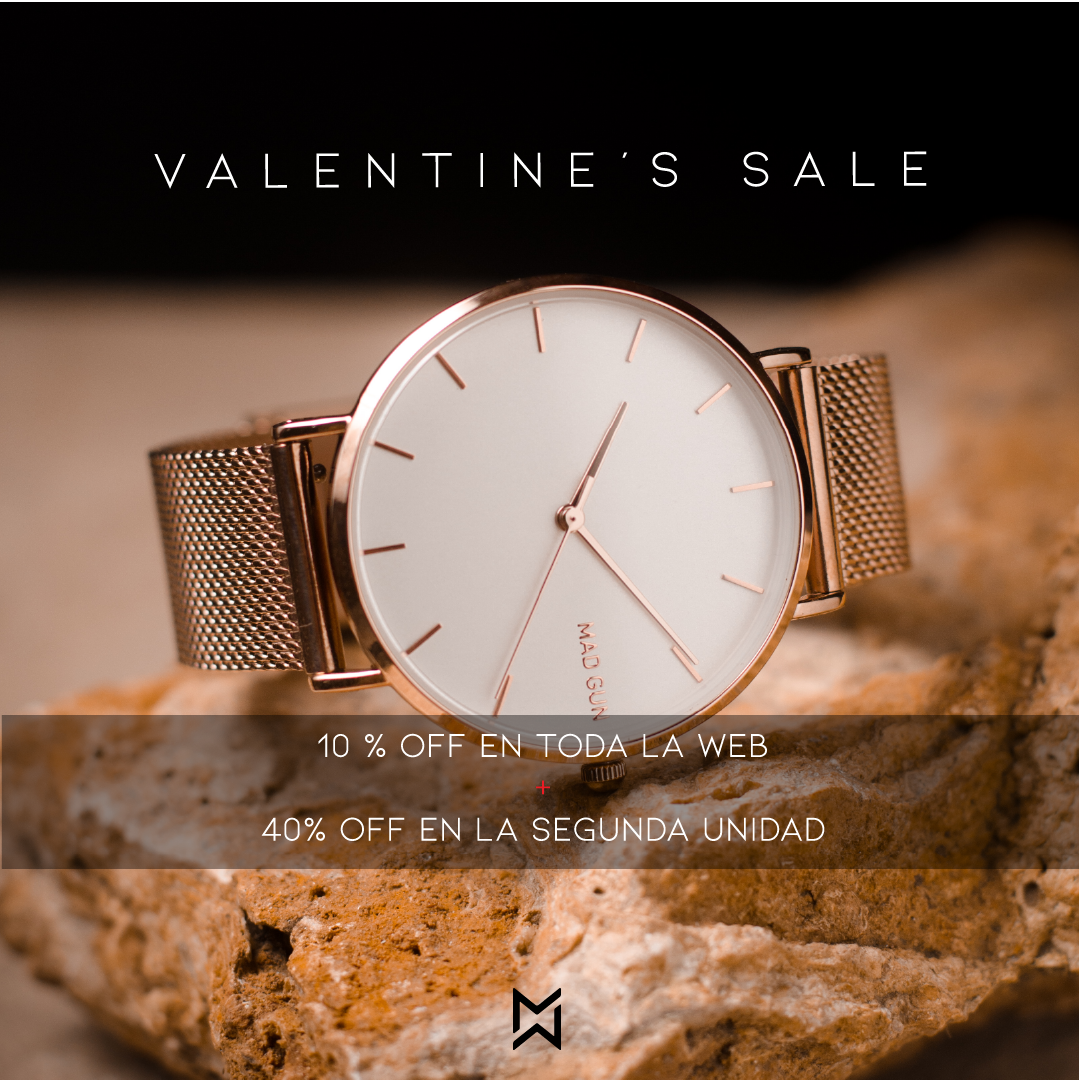 VALENTINE'S SALE
MAD GUN
10 % OFF EN TODA LA WEB
+
40% OFF EN LA SEGUNDA UNIDAD